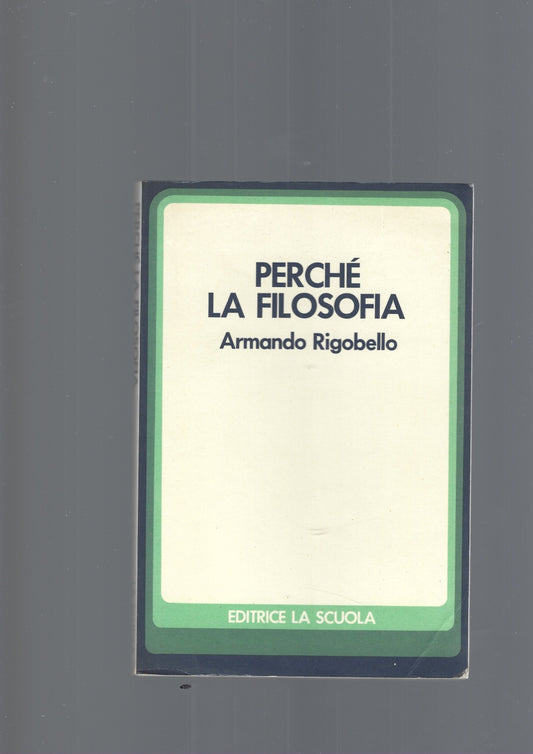 PERCHÉ
LA FILOSOFIA
Armando Rigobello
EDITRICE LA SCUOLA